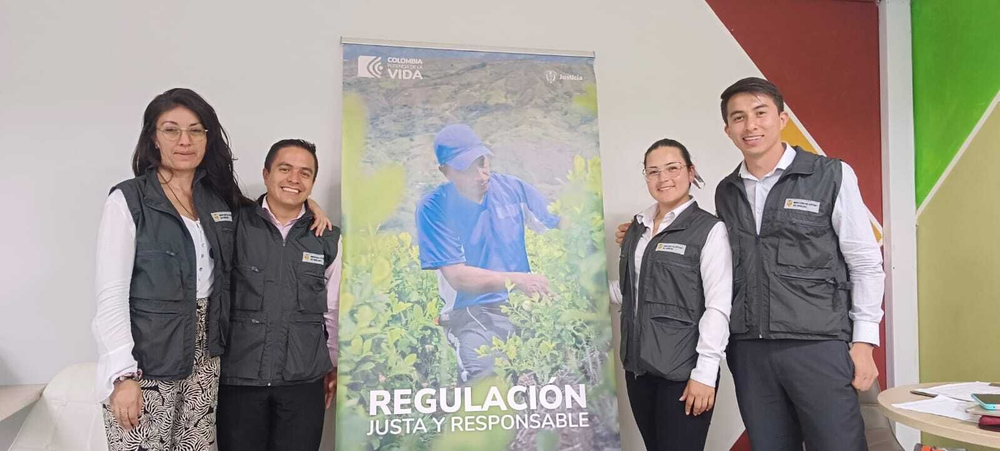 COLOMBIA
POTENCIA DE LA
VIDA
Justicia
REGULACIÓN
JUSTA Y RESPONSABLE